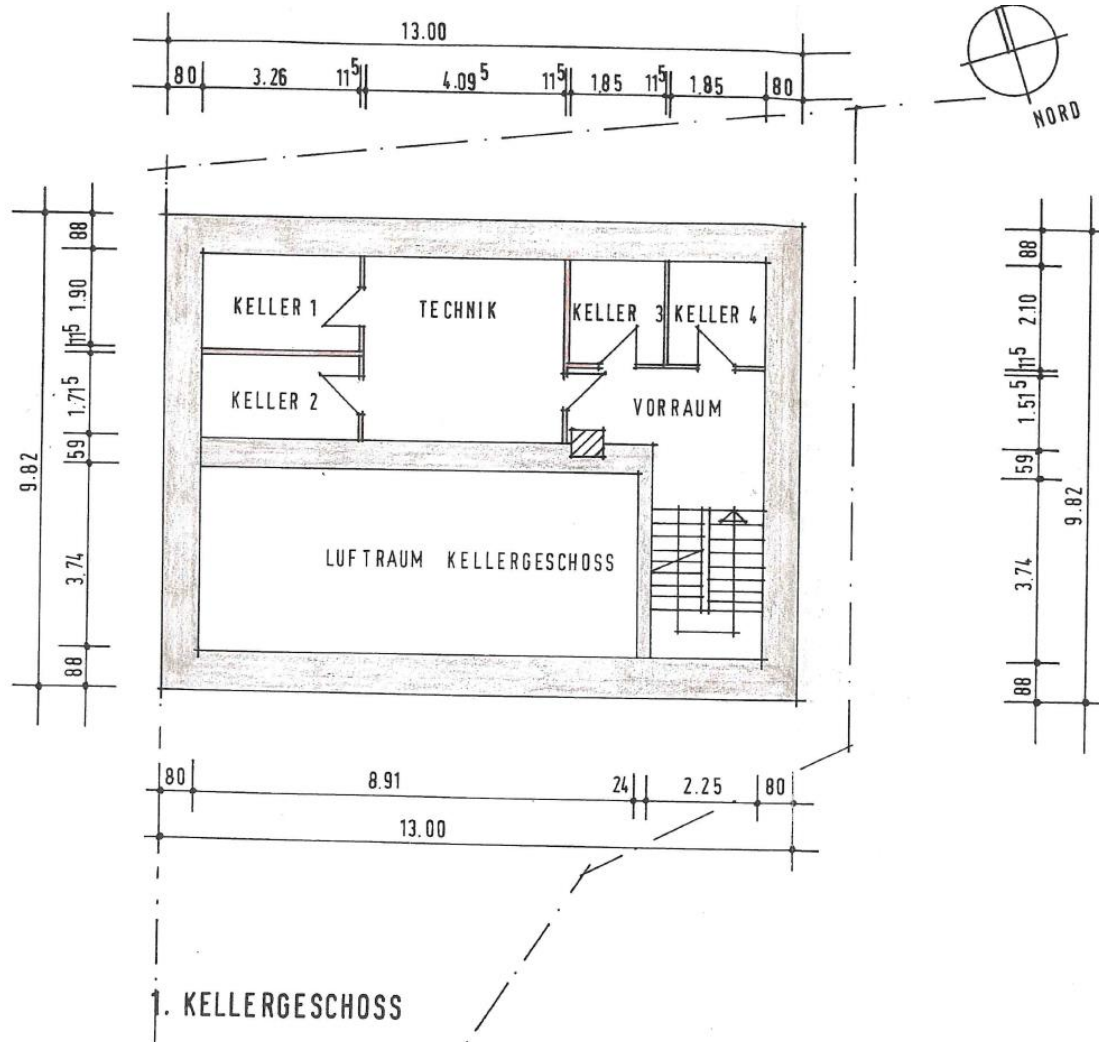 13.00
80 3.26 11⁵ 4.09⁵ 11⁵ 1,85 11⁵ 1,85 80
NORD
88
1.90
11⁵
1.71⁵
59
3,74
88
9.82
KELLER 1
TECHNIK
KELLER 3
KELLER 4
KELLER 2
VORRAUM
LUFTRAUM KELLERGESCHOSS
88
2.10
11⁵
1.51⁵
59
3.74
88
9.82
80 8.91 24 2.25 80
13.00
1. KELLERGESCHOSS